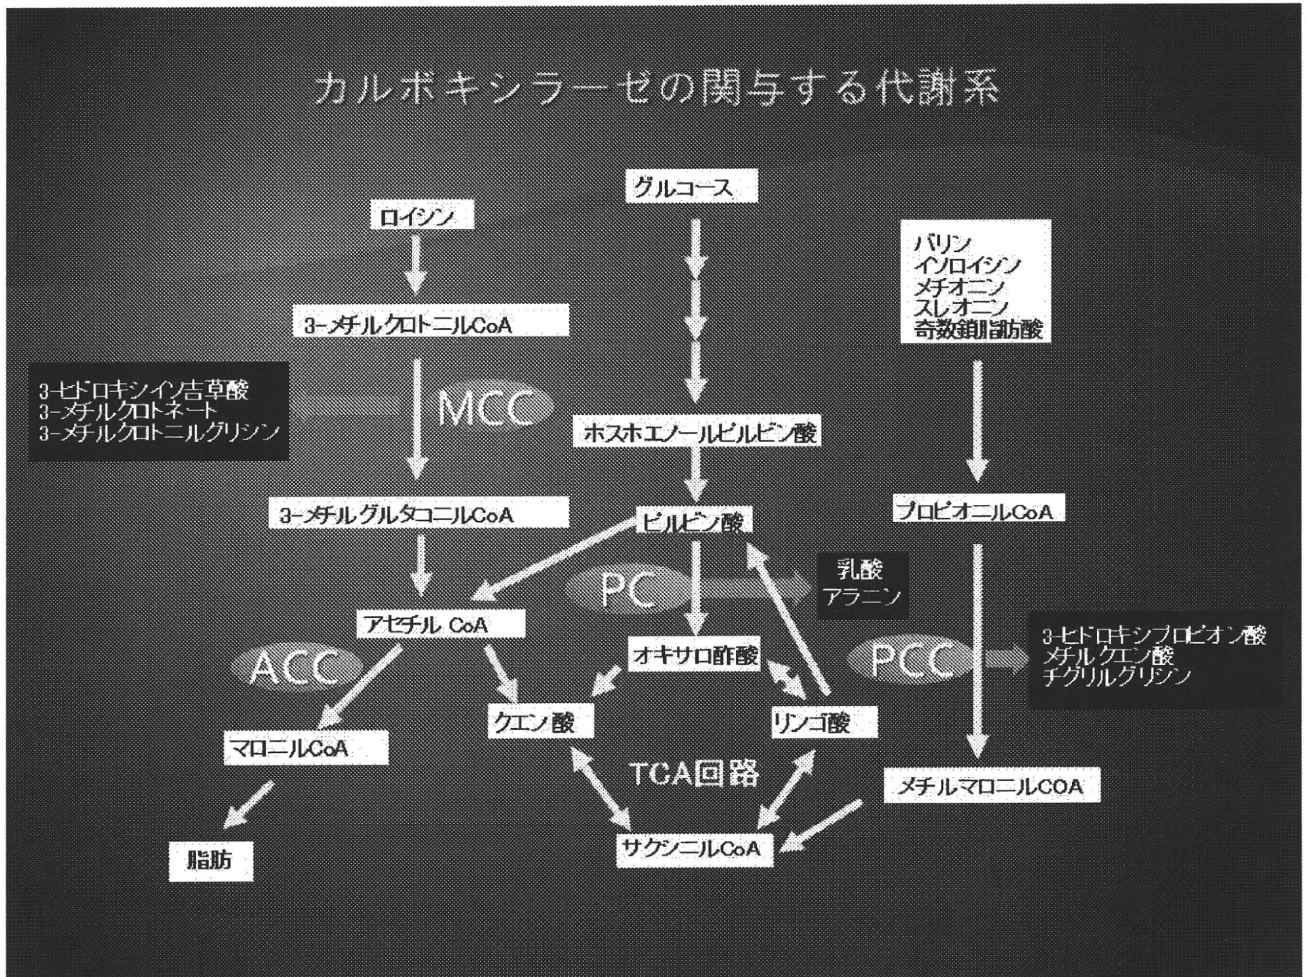 カルボキシラーゼの関与する代謝系
グルコース
ロイシン
バリン
イソロイシン
メチオニン
スレオニン
奇数鎖脂肪酸
3-メチルクロトニルCoA
3-ヒドロキシイソ吉草酸
3-メチルクロトネート
3-メチルクロトニルグリシン
MCC
ホスホエノールピルビン酸
3-メチルグルタコニルCoA
ピルビン酸
プロピオニルCoA
PC
乳酸
アラニン
アセチル CoA
ACC
オキサロ酢酸
PCC
3-ヒドロキシプロピオン酸
メチルクエン酸
チグリルグリシン
クエン酸
リンゴ酸
マロニルCoA
TCA回路
メチルマロニルCOA
サクシニルCoA
脂肪